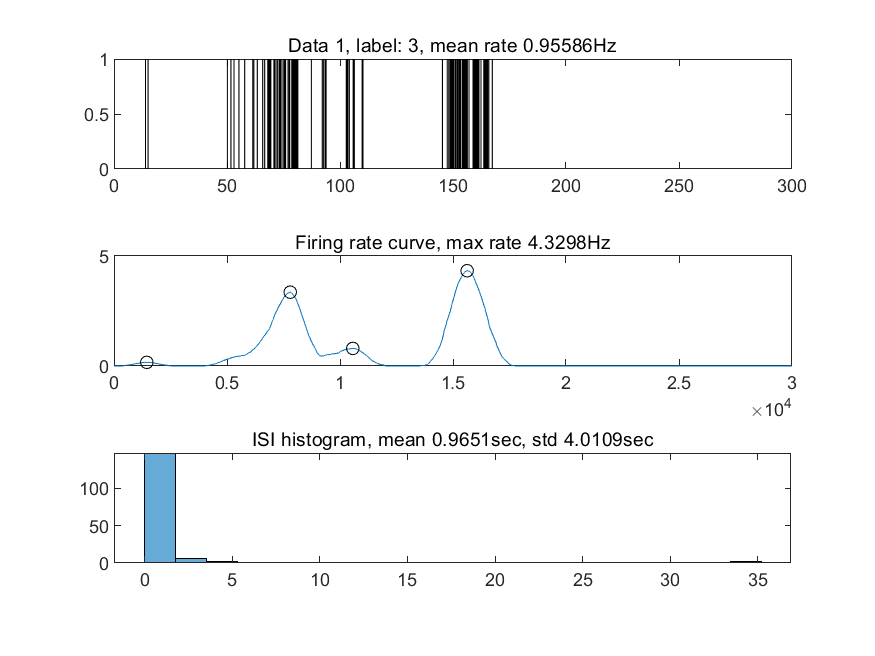 Data 1, label: 3, mean rate 0.95586Hz
1
0.5
0
0 50 100 150 200 250 300
Firing rate curve, max rate 4.3298Hz
5
0
0 0.5 1 1.5 2 2.5 3
×10^4
ISI histogram, mean 0.9651sec, std 4.0109sec
100
50
0
0 5 10 15 20 25 30 35